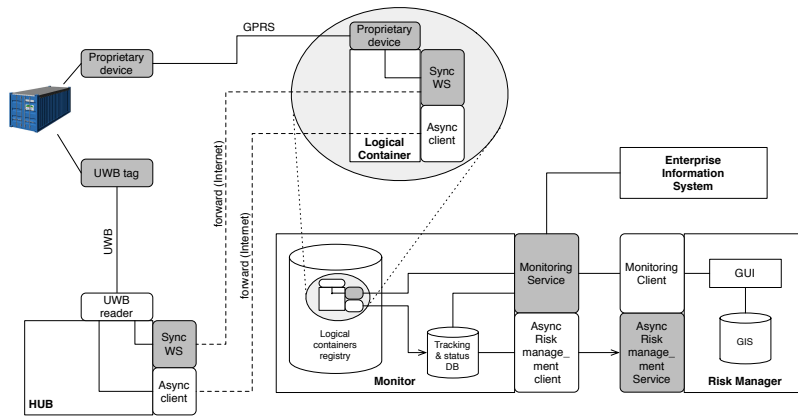 GPRS
Proprietary
device
Proprietary
device
Sync
WS
Async
client
Logical
Container
UWB tag
UWB
forward (Internet)
forward (Internet)
Enterprise
Information
System
UWB
reader
Sync
WS
Async
client
HUB
Logical
containers
registry
Tracking
& status
DB
Monitor
Monitoring
Service
Async
Risk
manage_
ment
client
Monitoring
Client
Async
Risk
manage_
ment
Service
GUI
GIS
Risk Manager